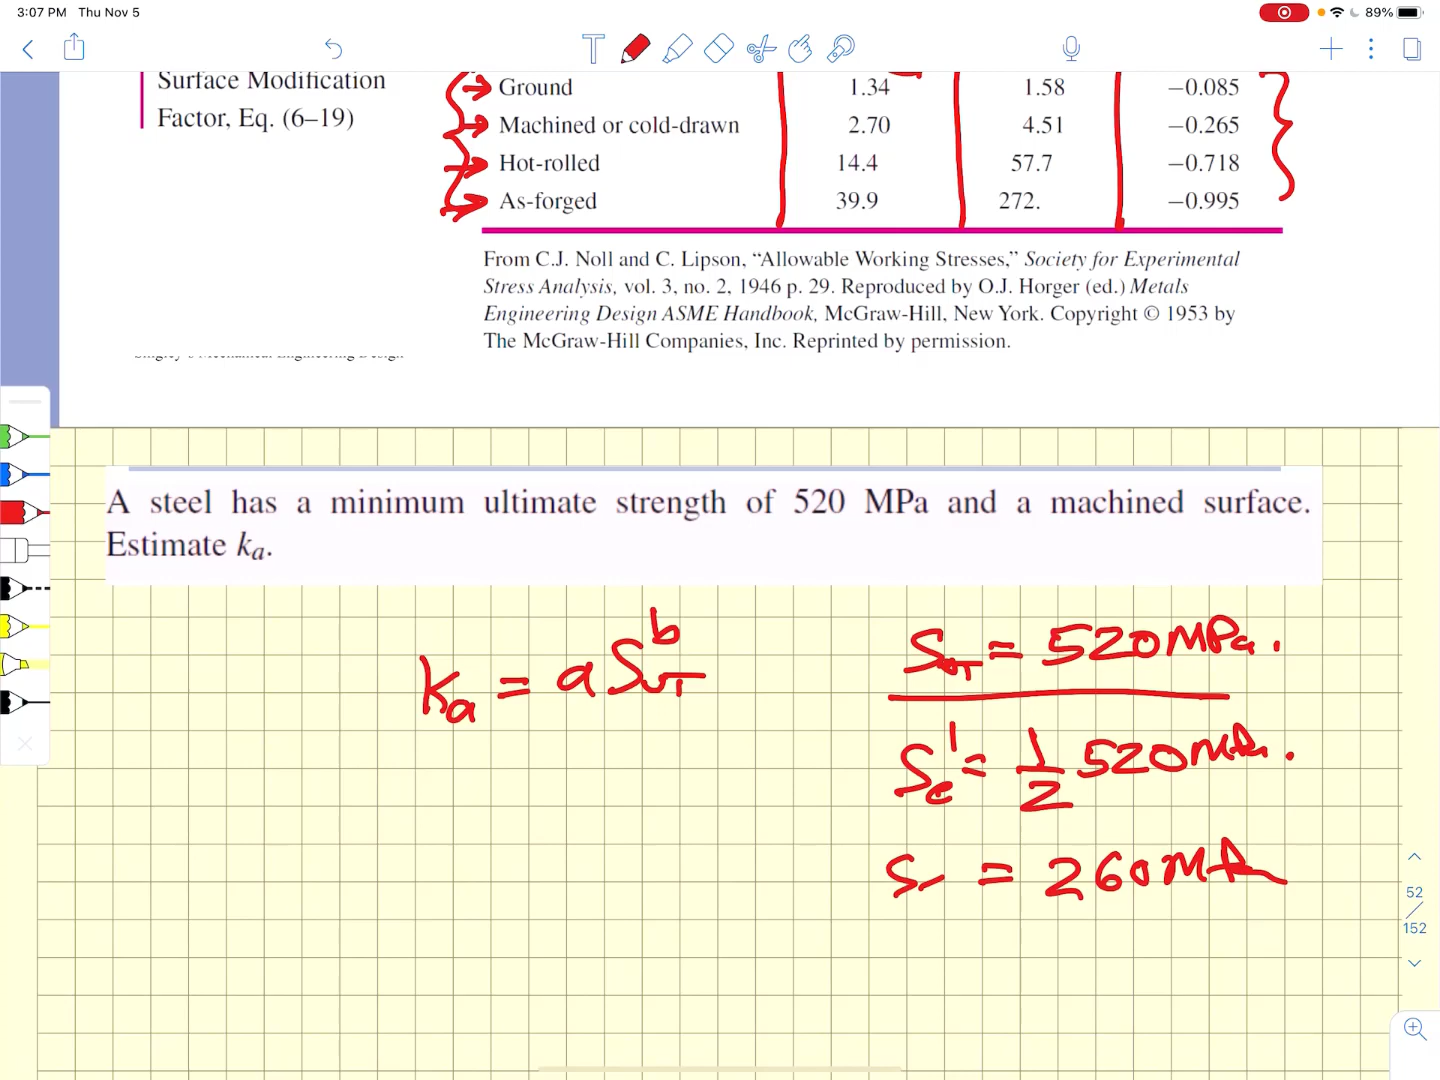 3:07 PM Thu Nov 5
89%
Surface Modification
Factor, Eq. (6–19)
Ground 1.34 1.58 −0.085
Machined or cold-drawn 2.70 4.51 −0.265
Hot-rolled 14.4 57.7 −0.718
As-forged 39.9 272. −0.995
From C.J. Noll and C. Lipson, “Allowable Working Stresses,” Society for Experimental
Stress Analysis, vol. 3, no. 2, 1946 p. 29. Reproduced by O.J. Horger (ed.) Metals
Engineering Design ASME Handbook, McGraw-Hill, New York. Copyright © 1953 by
The McGraw-Hill Companies, Inc. Reprinted by permission.
A steel has a minimum ultimate strength of 520 MPa and a machined surface.
Estimate ka.
ka = a SUT^b
SUT = 520 MPa.
Se' = 1/2 520 MPa.
= 260 MPa
52
152